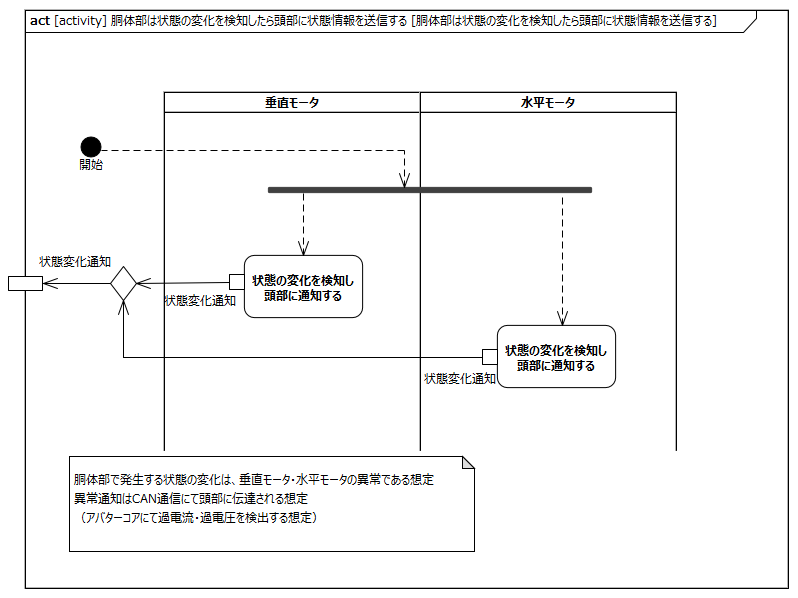 act [activity] 胴体部は状態の変化を検知したら頭部に状態情報を送信する [胴体部は状態の変化を検知したら頭部に状態情報を送信する]
垂直モータ
水平モータ
開始
状態変化通知
状態の変化を検知し
頭部に通知する
状態変化通知
状態の変化を検知し
頭部に通知する
状態変化通知
胴体部で発生する状態の変化は、垂直モータ・水平モータの異常である想定
異常通知はCAN通信にて頭部に伝達される想定
（アバターコアにて過電流・過電圧を検出する想定）